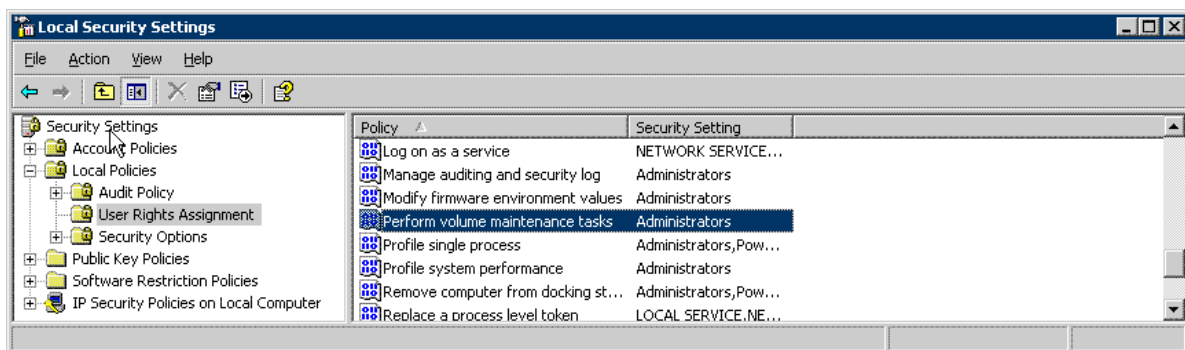 Local Security Settings
File Action View Help
Security Settings
Account Policies
Local Policies
Audit Policy
User Rights Assignment
Security Options
Public Key Policies
Software Restriction Policies
IP Security Policies on Local Computer
Policy Security Setting
Log on as a service NETWORK SERVICE...
Manage auditing and security log Administrators
Modify firmware environment values Administrators
Perform volume maintenance tasks Administrators
Profile single process Administrators,Pow...
Profile system performance Administrators
Remove computer from docking st... Administrators,Pow...
Replace a process level token LOCAL SERVICE,NE...